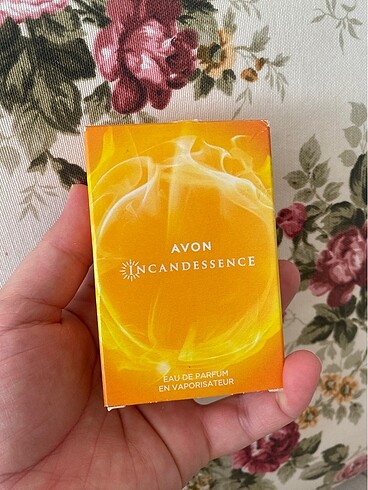 AVON
INCANDESSENCE
EAU DE PARFUM
EN VAPORISATEUR